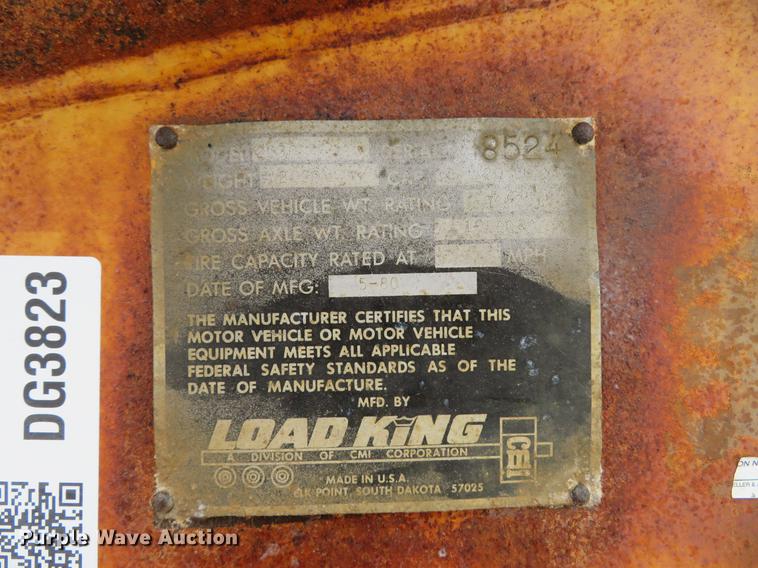 8524
WEIGHT
GROSS VEHICLE WT. RATING
GROSS AXLE WT. RATING
TIRE CAPACITY RATED AT MPH
DATE OF MFG: 5-80
THE MANUFACTURER CERTIFIES THAT THIS
MOTOR VEHICLE OR MOTOR VEHICLE
EQUIPMENT MEETS ALL APPLICABLE
FEDERAL SAFETY STANDARDS AS OF THE
DATE OF MANUFACTURE.
MFD. BY
LOAD KING
A DIVISION OF CMI CORPORATION
CMI
MADE IN U.S.A.
ELK POINT, SOUTH DAKOTA 57025
DG3823
Purple Wave Auction